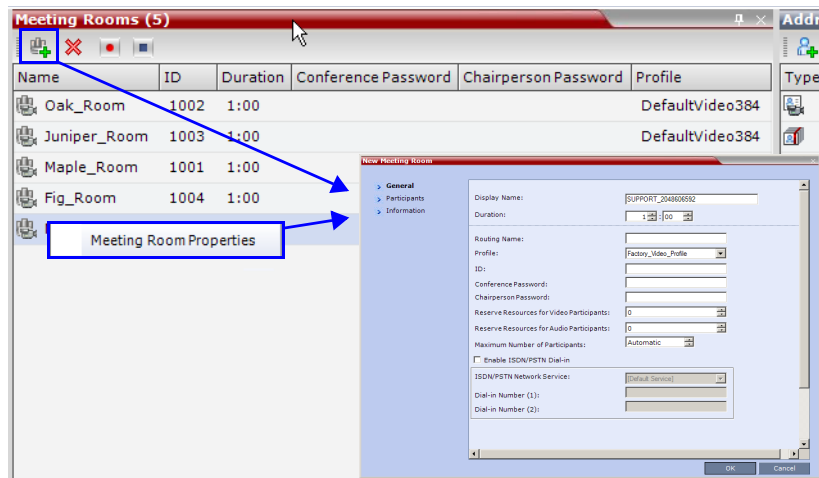 Meeting Rooms (5)
Addr
Name ID Duration Conference Password Chairperson Password Profile
Type
Oak_Room 1002 1:00 DefaultVideo384
Juniper_Room 1003 1:00 DefaultVideo384
Maple_Room 1001 1:00
Fig_Room 1004 1:00
Meeting Room Properties
New Meeting Room
General
Participants
Information
Display Name: SUPPORT_2048606592
Duration: 1 : 00
Routing Name:
Profile: Factory_Video_Profile
ID:
Conference Password:
Chairperson Password:
Reserve Resources for Video Participants: 0
Reserve Resources for Audio Participants: 0
Maximum Number of Participants: Automatic
Enable ISDN/PSTN Dial-in
ISDN/PSTN Network Service: [Default Service]
Dial-in Number (1):
Dial-in Number (2):
OK Cancel